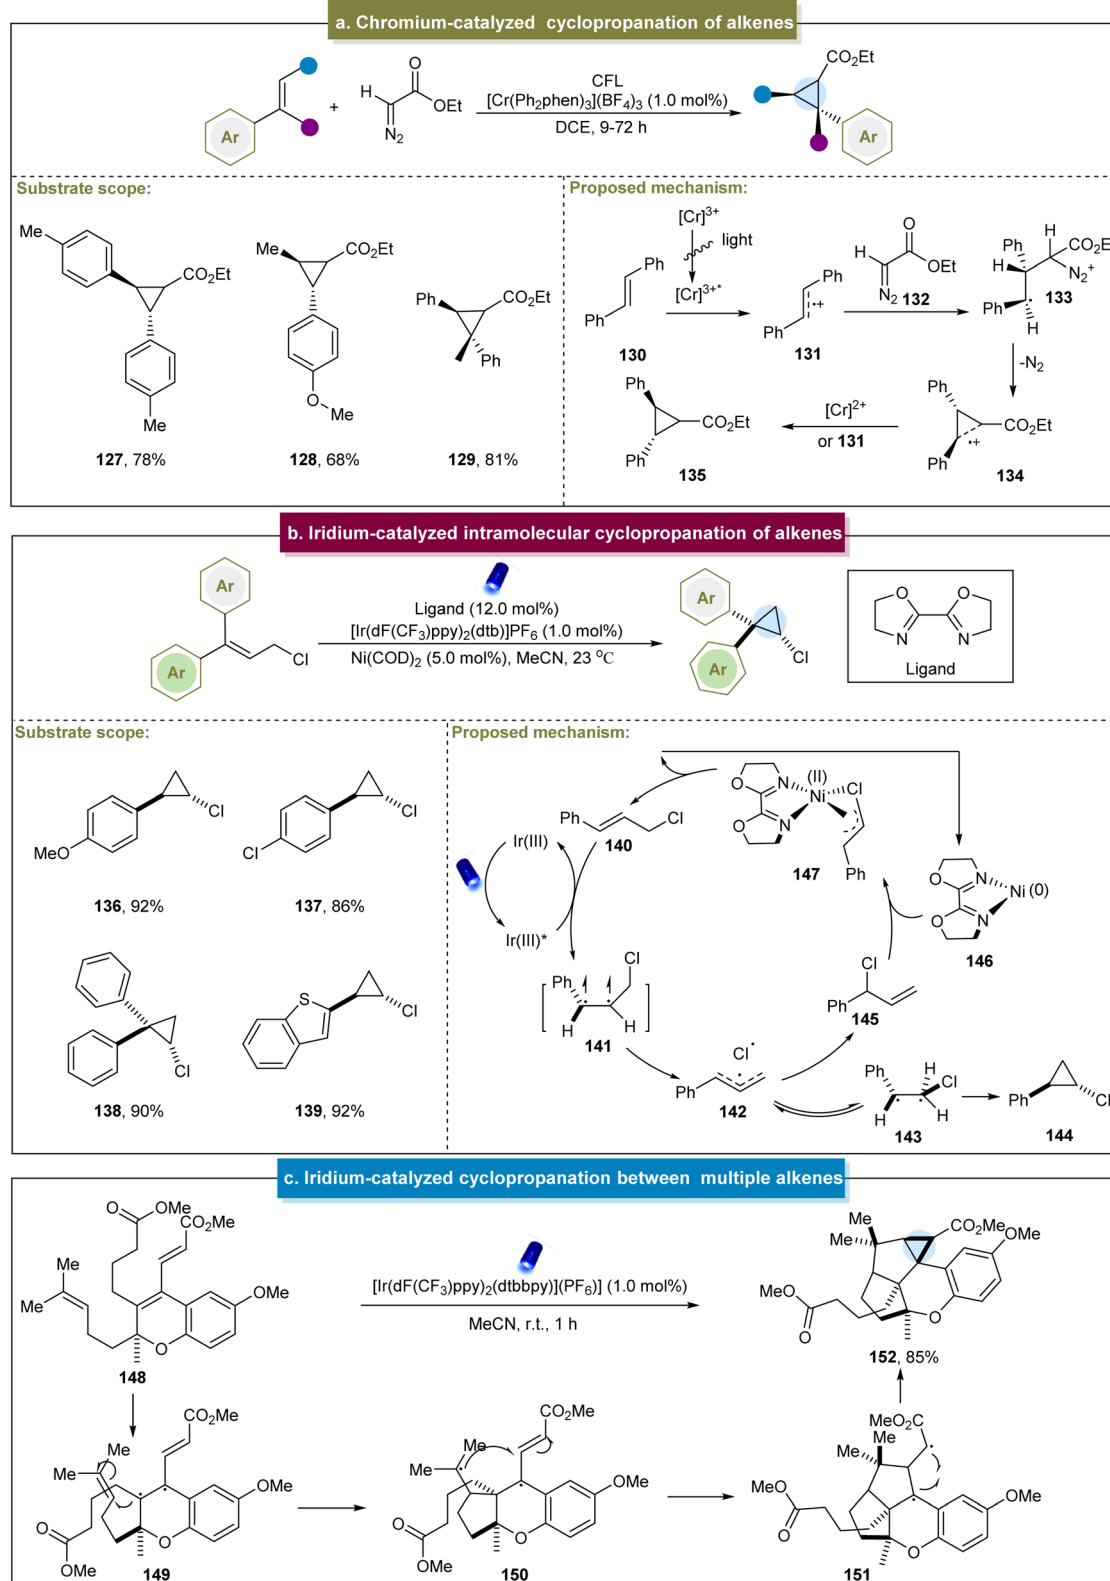 a. Chromium-catalyzed cyclopropanation of alkenes
Ar
+
H
N2
O
OEt
CFL
[Cr(Ph2phen)3](BF4)3 (1.0 mol%)
DCE, 9-72 h
CO2Et
Ar
Substrate scope:
Me
CO2Et
Me
127, 78%
Me
CO2Et
O
Me
128, 68%
Ph
CO2Et
Ph
129, 81%
Proposed mechanism:
[Cr]3+
light
[Cr]3+*
Ph
Ph
130
Ph
•+
Ph
131
O
H
OEt
N2
132
H
Ph
CO2Et
H
N2+
Ph
H
133
-N2
Ph
CO2Et
•+
Ph
134
[Cr]2+
or 131
Ph
CO2Et
Ph
135
b. Iridium-catalyzed intramolecular cyclopropanation of alkenes
Ar
Ar
Cl
Ligand (12.0 mol%)
[Ir(dF(CF3)ppy)2(dtb)]PF6 (1.0 mol%)
Ni(COD)2 (5.0 mol%), MeCN, 23 °C
Ar
Ar
Cl
O
O
N
N
Ligand
Substrate scope:
MeO
Cl
136, 92%
Cl
Cl
137, 86%
Cl
138, 90%
S
Cl
139, 92%
Proposed mechanism:
Ir(III)
Ir(III)*
Ph
Cl
140
Cl
Ph
H
H
141
Cl•
Ph
142
Ph
H
Cl
H
H
143
Ph
Cl
144
Cl
Ph
145
O
N
O
N
Ni(0)
146
O
N
O
N
(II)
Ni
Cl
Ph
147
c. Iridium-catalyzed cyclopropanation between multiple alkenes
OMe
O
CO2Me
Me
Me
O
OMe
148
[Ir(dF(CF3)ppy)2(dtbbpy)](PF6)] (1.0 mol%)
MeCN, r.t., 1 h
Me
Me
CO2Me
OMe
MeO
O
O
152, 85%
CO2Me
Me
Me
OMe
O
O
OMe
149
CO2Me
Me
Me
OMe
O
O
OMe
150
MeO2C
Me
Me
MeO
O
OMe
O
151